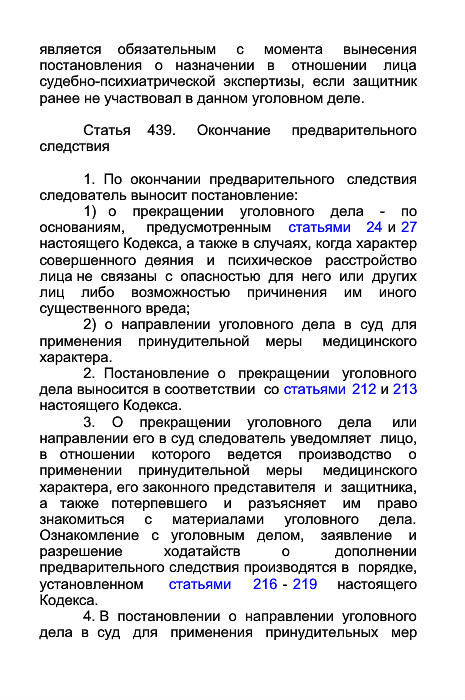 является обязательным с момента вынесения
постановления о назначении в отношении лица
судебно-психиатрической экспертизы, если защитник
ранее не участвовал в данном уголовном деле.
Статья 439. Окончание предварительного
следствия
1. По окончании предварительного следствия
следователь выносит постановление:
1) о прекращении уголовного дела - по
основаниям, предусмотренным статьями 24 и 27
настоящего Кодекса, а также в случаях, когда характер
совершенного деяния и психическое расстройство
лица не связаны с опасностью для него или других
лиц либо возможностью причинения им иного
существенного вреда;
2) о направлении уголовного дела в суд для
применения принудительной меры медицинского
характера.
2. Постановление о прекращении уголовного
дела выносится в соответствии со статьями 212 и 213
настоящего Кодекса.
3. О прекращении уголовного дела или
направлении его в суд следователь уведомляет лицо,
в отношении которого ведется производство о
применении принудительной меры медицинского
характера, его законного представителя и защитника,
а также потерпевшего и разъясняет им право
знакомиться с материалами уголовного дела.
Ознакомление с уголовным делом, заявление и
разрешение ходатайств о дополнении
предварительного следствия производятся в порядке,
установленном статьями 216 - 219 настоящего
Кодекса.
4. В постановлении о направлении уголовного
дела в суд для применения принудительных мер